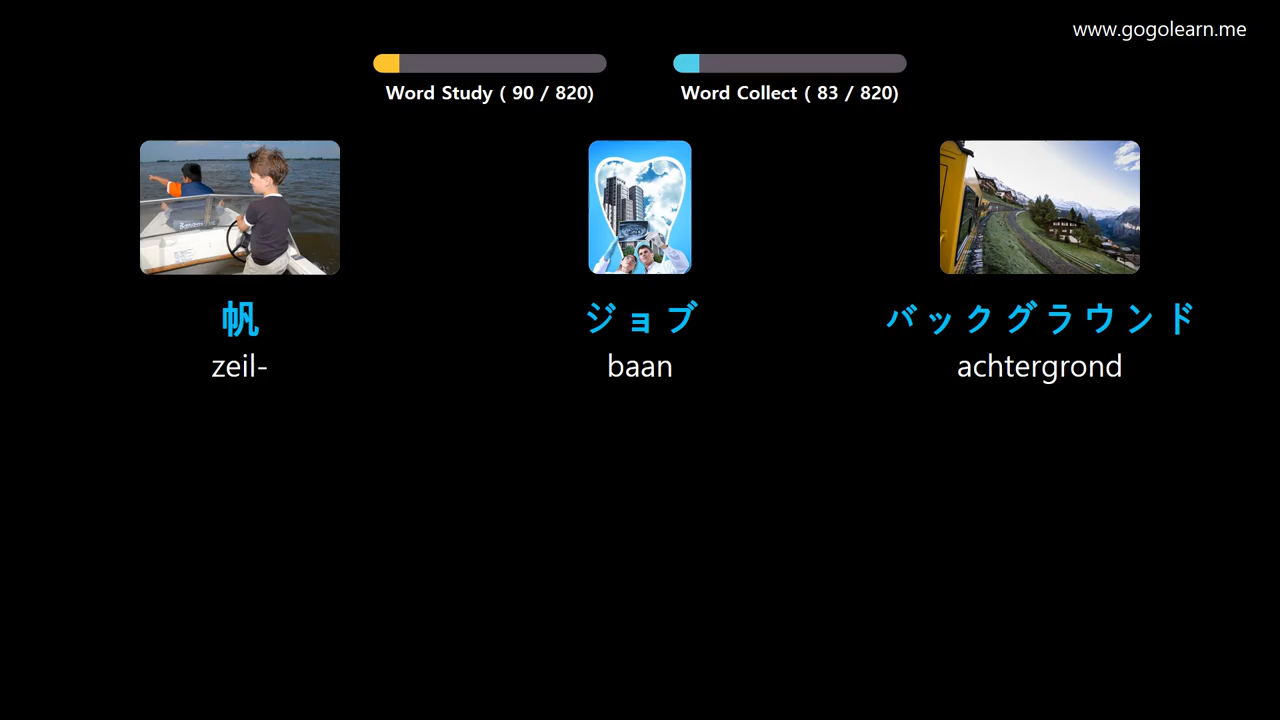 www.gogolearn.me
Word Study ( 90 / 820)
Word Collect ( 83 / 820)
帆
ジョブ
バックグラウンド
zeil-
baan
achtergrond